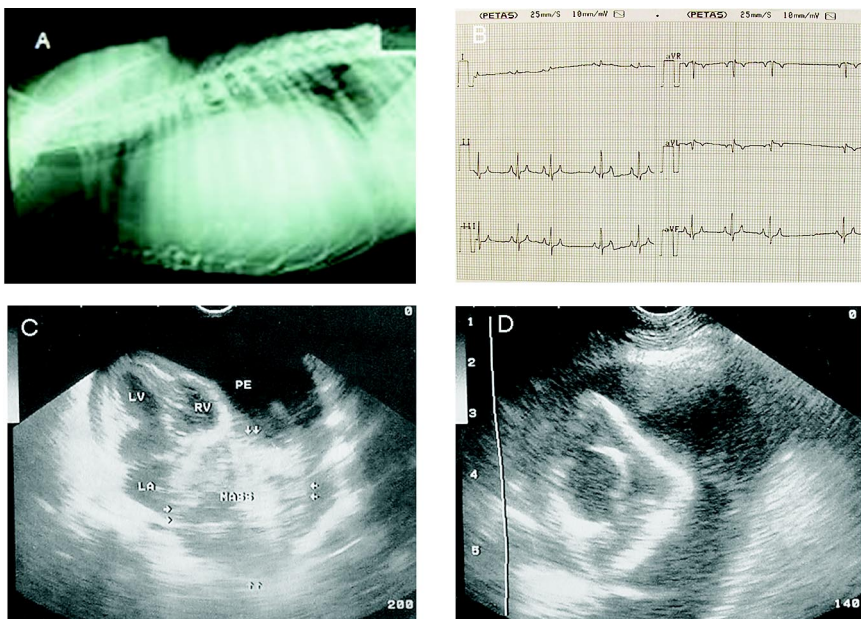 A
PETAS 25mm/S 10mm/mV PETAS 25mm/S 10mm/mV
B
I aVR
II aVL
III aVF
C 0
PE
LV RV
LA MASS
200
D 0
1
2
3
4
5
140